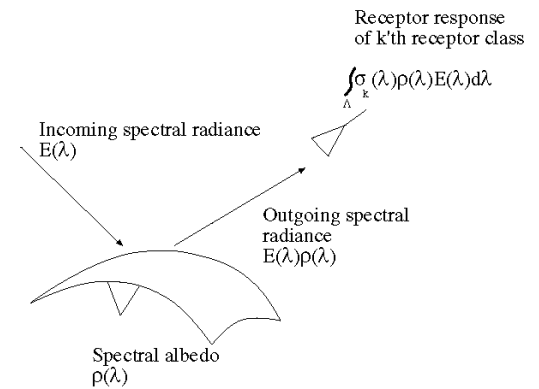 Receptor response
of k'th receptor class
∫σk(λ)ρ(λ)E(λ)dλ
Λ
Incoming spectral radiance
E(λ)
Outgoing spectral
radiance
E(λ)ρ(λ)
Spectral albedo
ρ(λ)